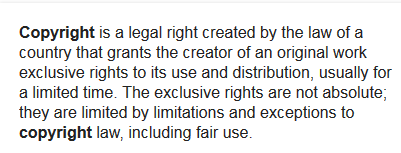 Copyright is a legal right created by the law of a
country that grants the creator of an original work
exclusive rights to its use and distribution, usually for
a limited time. The exclusive rights are not absolute;
they are limited by limitations and exceptions to
copyright law, including fair use.